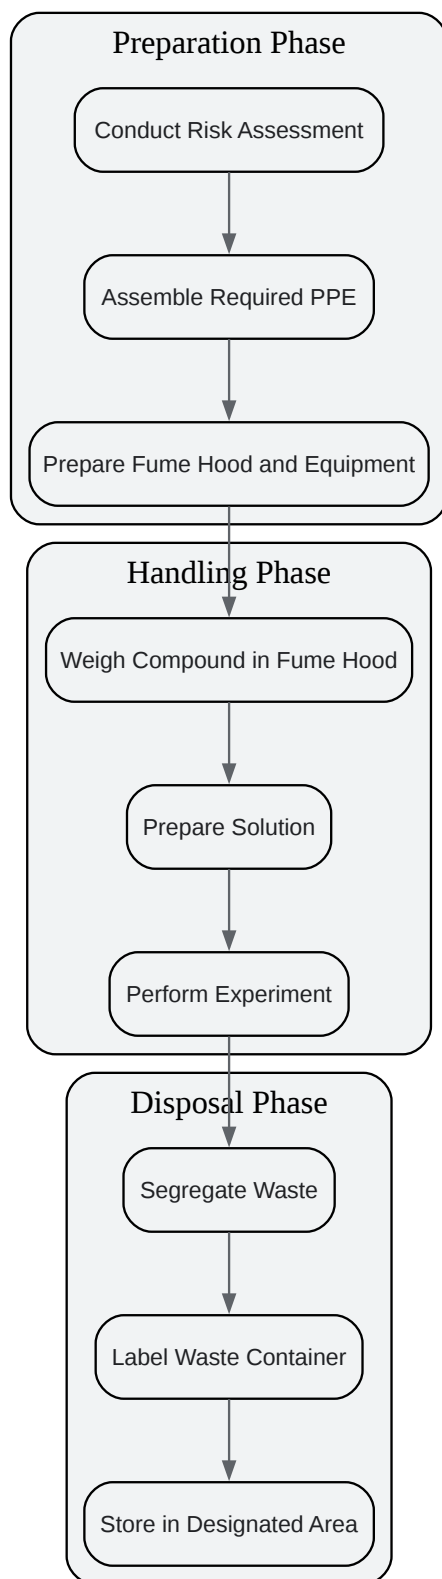 Preparation Phase
Conduct Risk Assessment
Assemble Required PPE
Prepare Fume Hood and Equipment
Handling Phase
Weigh Compound in Fume Hood
Prepare Solution
Perform Experiment
Disposal Phase
Segregate Waste
Label Waste Container
Store in Designated Area